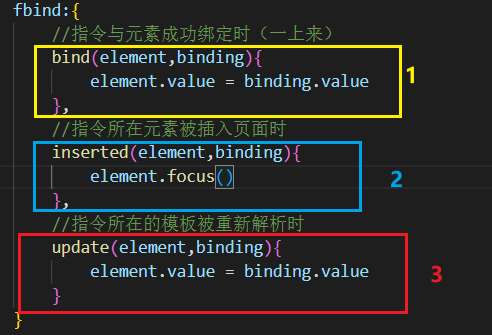 fbind:{
//指令与元素成功绑定时（一上来）
bind(element,binding){
element.value = binding.value
},
1
//指令所在元素被插入页面时
inserted(element,binding){
element.focus()
},
2
//指令所在的模板被重新解析时
update(element,binding){
element.value = binding.value
}
3
}